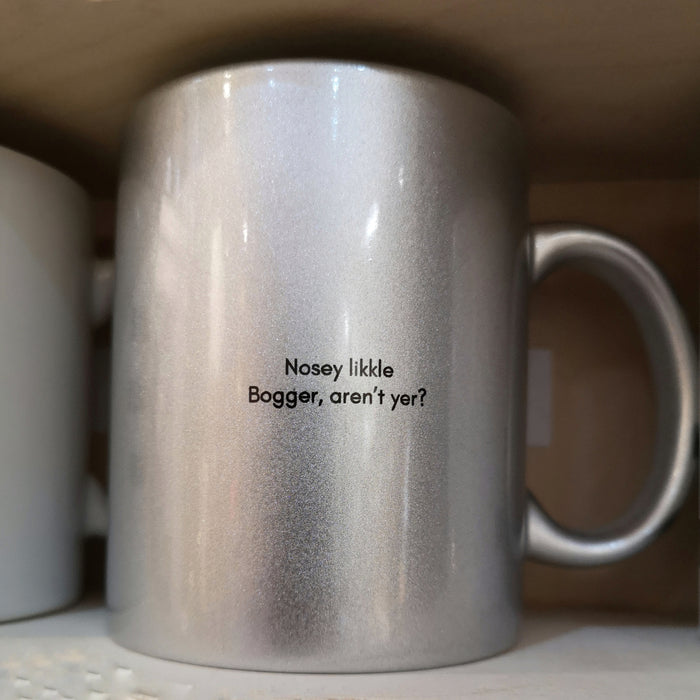 Nosey likkle
Bogger, aren't yer?